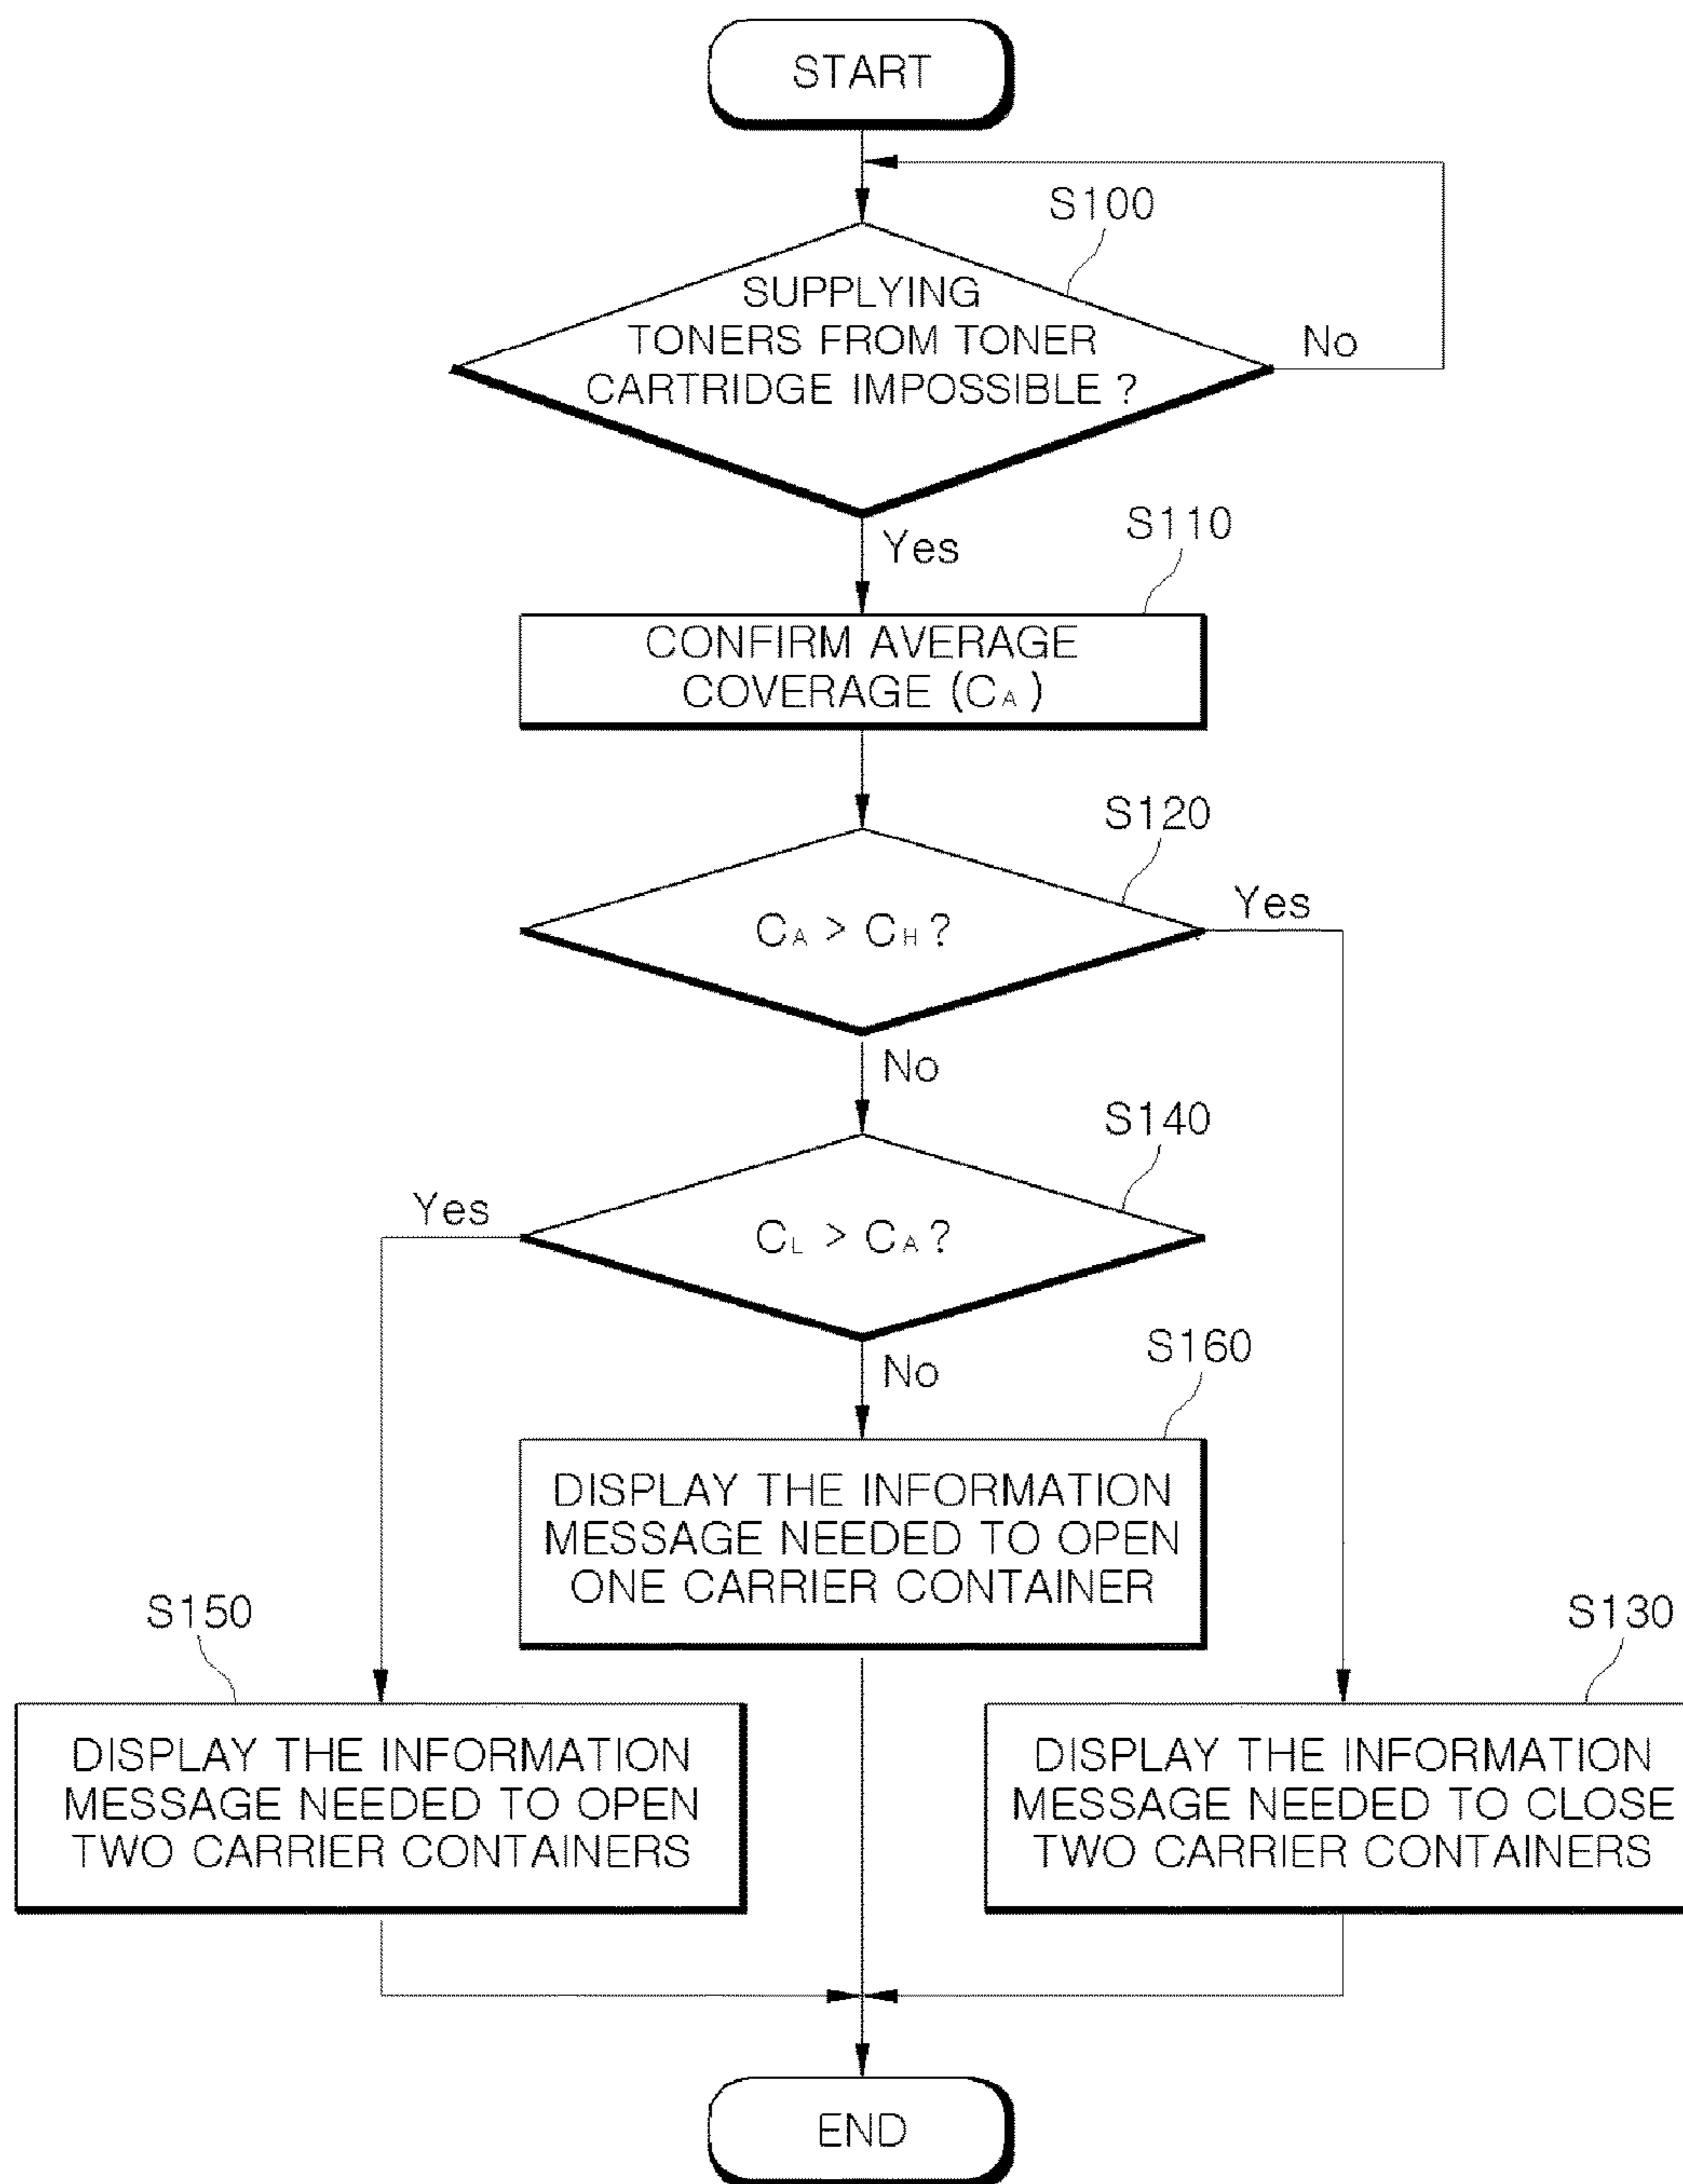 START
S100
SUPPLYING
TONERS FROM TONER
CARTRIDGE IMPOSSIBLE ?
No
Yes
S110
CONFIRM AVERAGE
COVERAGE (CA)
S120
CA > CH ?
Yes
No
S140
CL > CA ?
Yes
No
S160
DISPLAY THE INFORMATION
MESSAGE NEEDED TO OPEN
ONE CARRIER CONTAINER
S150
DISPLAY THE INFORMATION
MESSAGE NEEDED TO OPEN
TWO CARRIER CONTAINERS
S130
DISPLAY THE INFORMATION
MESSAGE NEEDED TO CLOSE
TWO CARRIER CONTAINERS
END